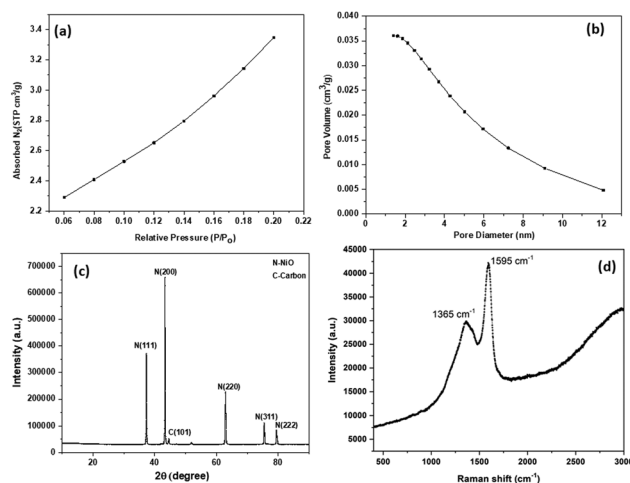 (a)
Absorbed N₂(STP cm³/g)
3.4
3.2
3.0
2.8
2.6
2.4
2.2
0.04 0.06 0.08 0.10 0.12 0.14 0.16 0.18 0.20 0.22
Relative Pressure (P/P₀)
(b)
Pore Volume (cm³/g)
0.040
0.035
0.030
0.025
0.020
0.015
0.010
0.005
0.000
0 2 4 6 8 10 12
Pore Diameter (nm)
(c)
N-NiO
C-Carbon
Intensity (a.u.)
700000
600000
500000
400000
300000
200000
100000
0
N(111)
N(200)
C(101)
N(220)
N(311)
N(222)
20 40 60 80
2θ (degree)
(d)
Intensity (a.u.)
45000
40000
35000
30000
25000
20000
15000
10000
5000
1365 cm⁻¹
1595 cm⁻¹
500 1000 1500 2000 2500 3000
Raman shift (cm⁻¹)